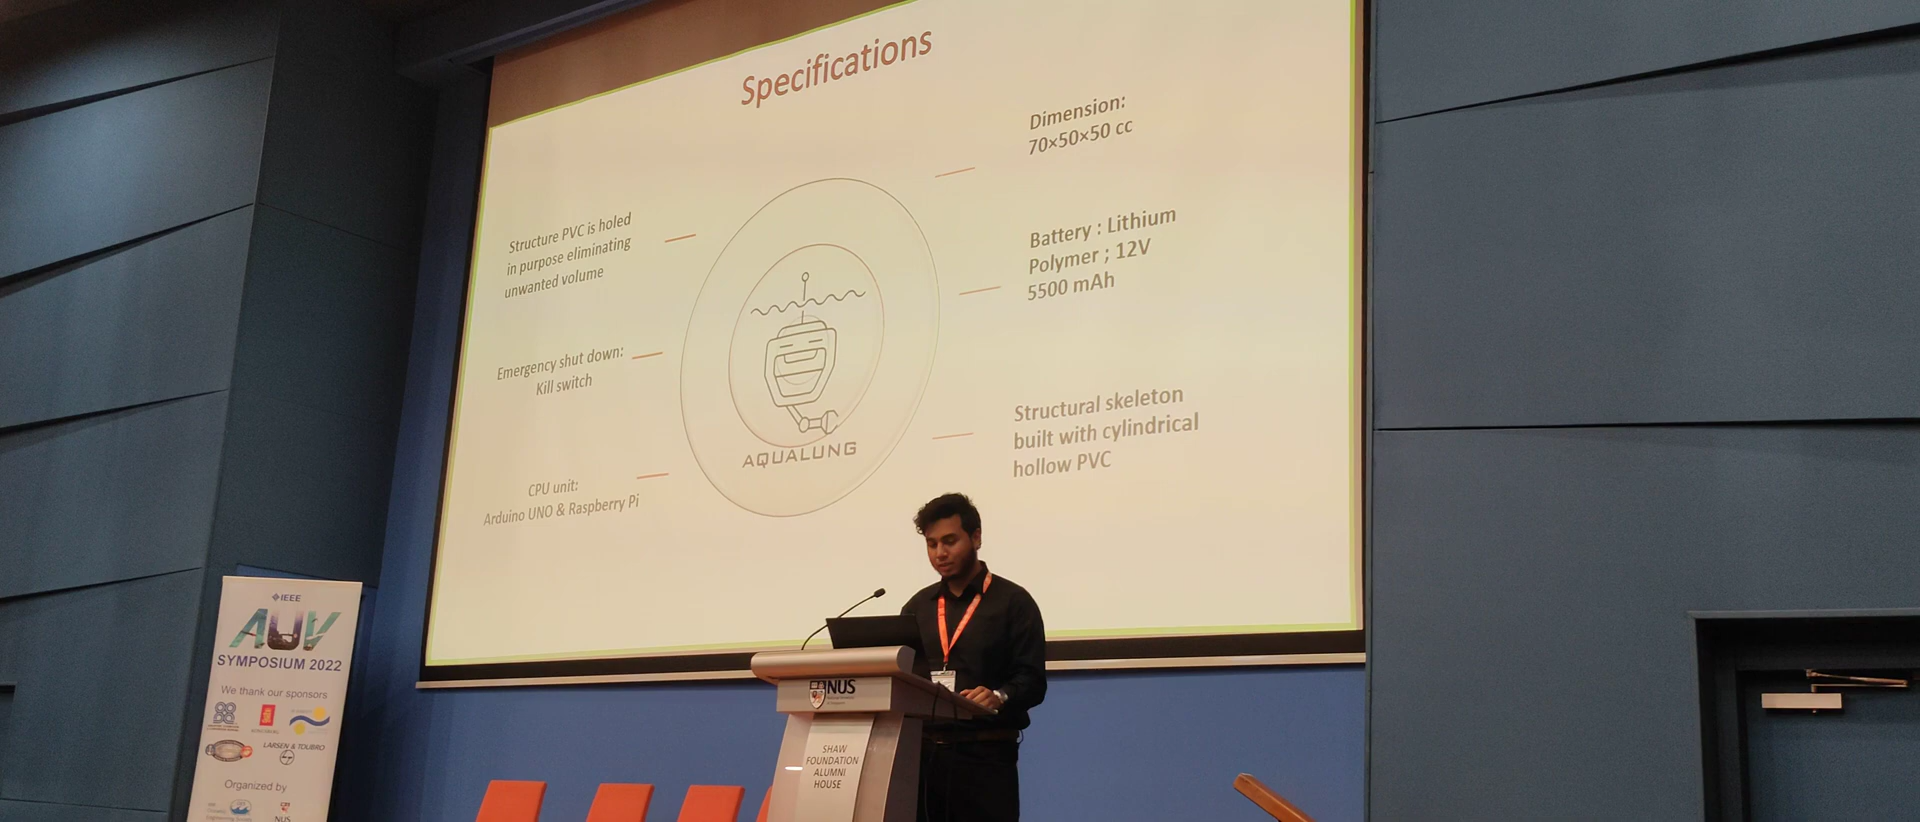 Specifications
Dimension:
70×50×50 cc
Structure PVC is holed
in purpose eliminating
unwanted volume
Battery : Lithium
Polymer ; 12V
5500 mAh
Emergency shut down:
Kill switch
AQUALUNG
Structural skeleton
built with cylindrical
hollow PVC
CPU unit:
Arduino UNO & Raspberry Pi
IEEE
AUV
SYMPOSIUM 2022
We thank our sponsors
LARSEN & TOUBRO
Organized by
NUS
NUS
SHAW
FOUNDATION
ALUMNI
HOUSE